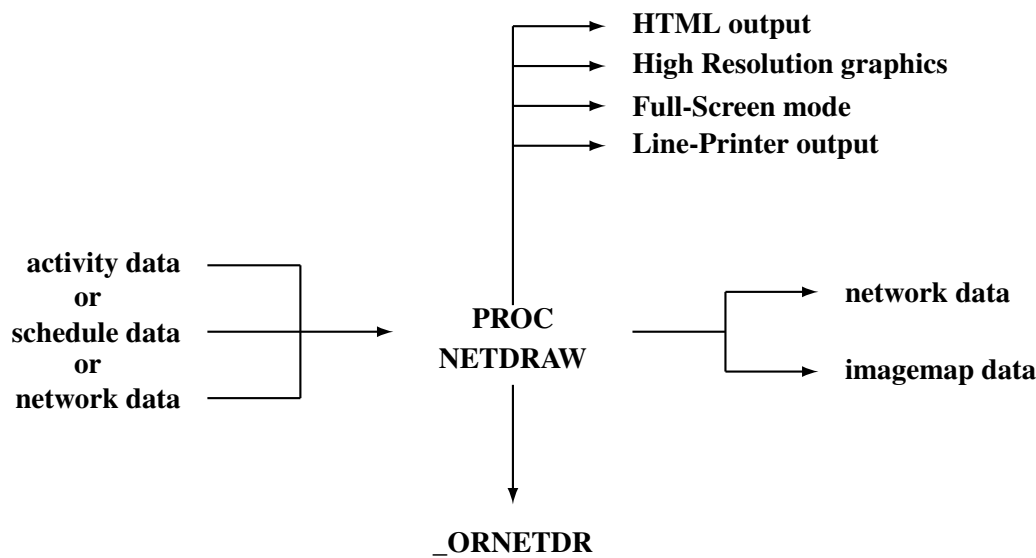 HTML output
High Resolution graphics
Full-Screen mode
Line-Printer output
activity data
or
schedule data
or
network data
PROC
NETDRAW
network data
imagemap data
_ORNETDR